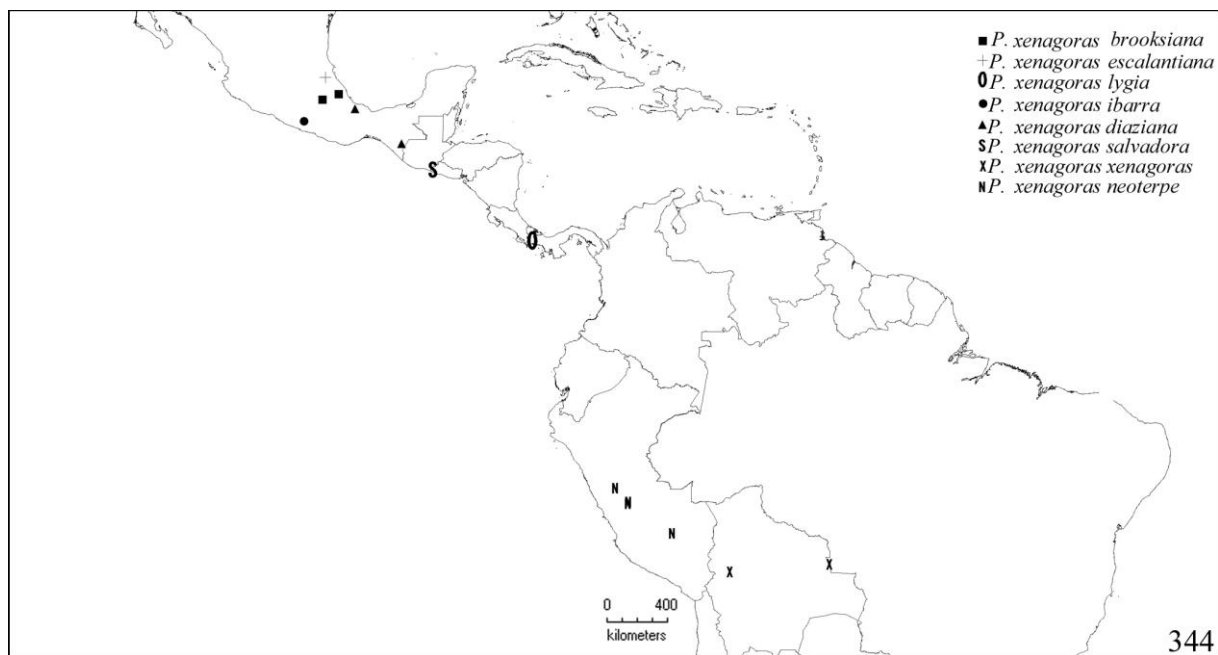 P. xenagoras brooksiana
P. xenagoras escalantiana
P. xenagoras lygia
P. xenagoras ibarra
P. xenagoras diaziana
S P. xenagoras salvadora
X P. xenagoras xenagoras
N P. xenagoras neoterpe
S
N
N
N
X
X
0 400
kilometers
344